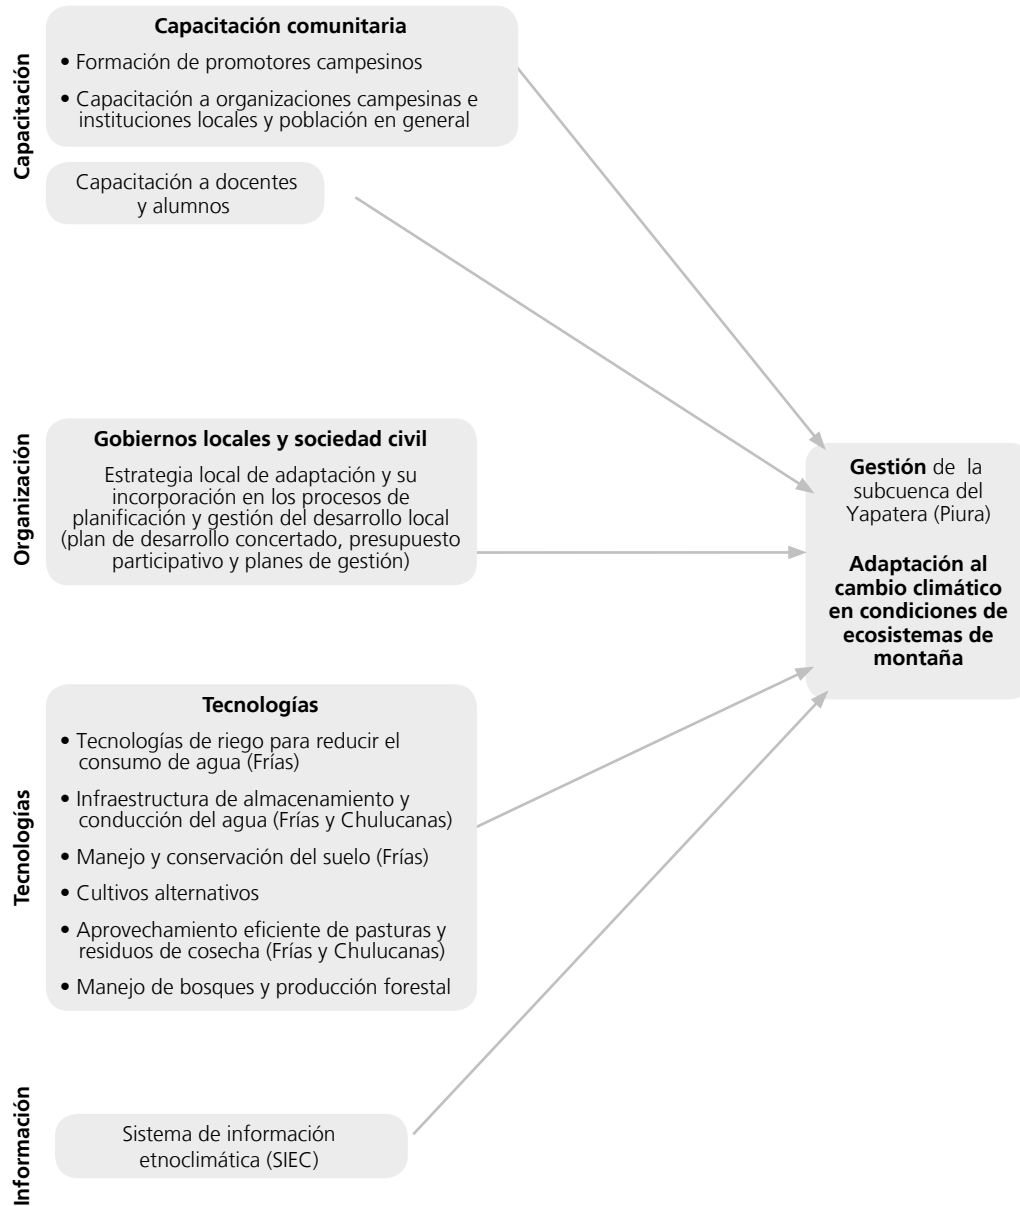 Capacitación
Capacitación comunitaria
• Formación de promotores campesinos
• Capacitación a organizaciones campesinas e
instituciones locales y población en general
Capacitación a docentes
y alumnos
Organización
Gobiernos locales y sociedad civil
Estrategia local de adaptación y su
incorporación en los procesos de
planificación y gestión del desarrollo local
(plan de desarrollo concertado, presupuesto
participativo y planes de gestión)
Tecnologías
Tecnologías
• Tecnologías de riego para reducir el
consumo de agua (Frías)
• Infraestructura de almacenamiento y
conducción del agua (Frías y Chulucanas)
• Manejo y conservación del suelo (Frías)
• Cultivos alternativos
• Aprovechamiento eficiente de pasturas y
residuos de cosecha (Frías y Chulucanas)
• Manejo de bosques y producción forestal
Información
Sistema de información
etnoclimática (SIEC)
Gestión de la
subcuenca del
Yapatera (Piura)
Adaptación al
cambio climático
en condiciones de
ecosistemas de
montaña